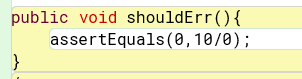 public void shouldErr(){
assertEquals(0,10/0);
}